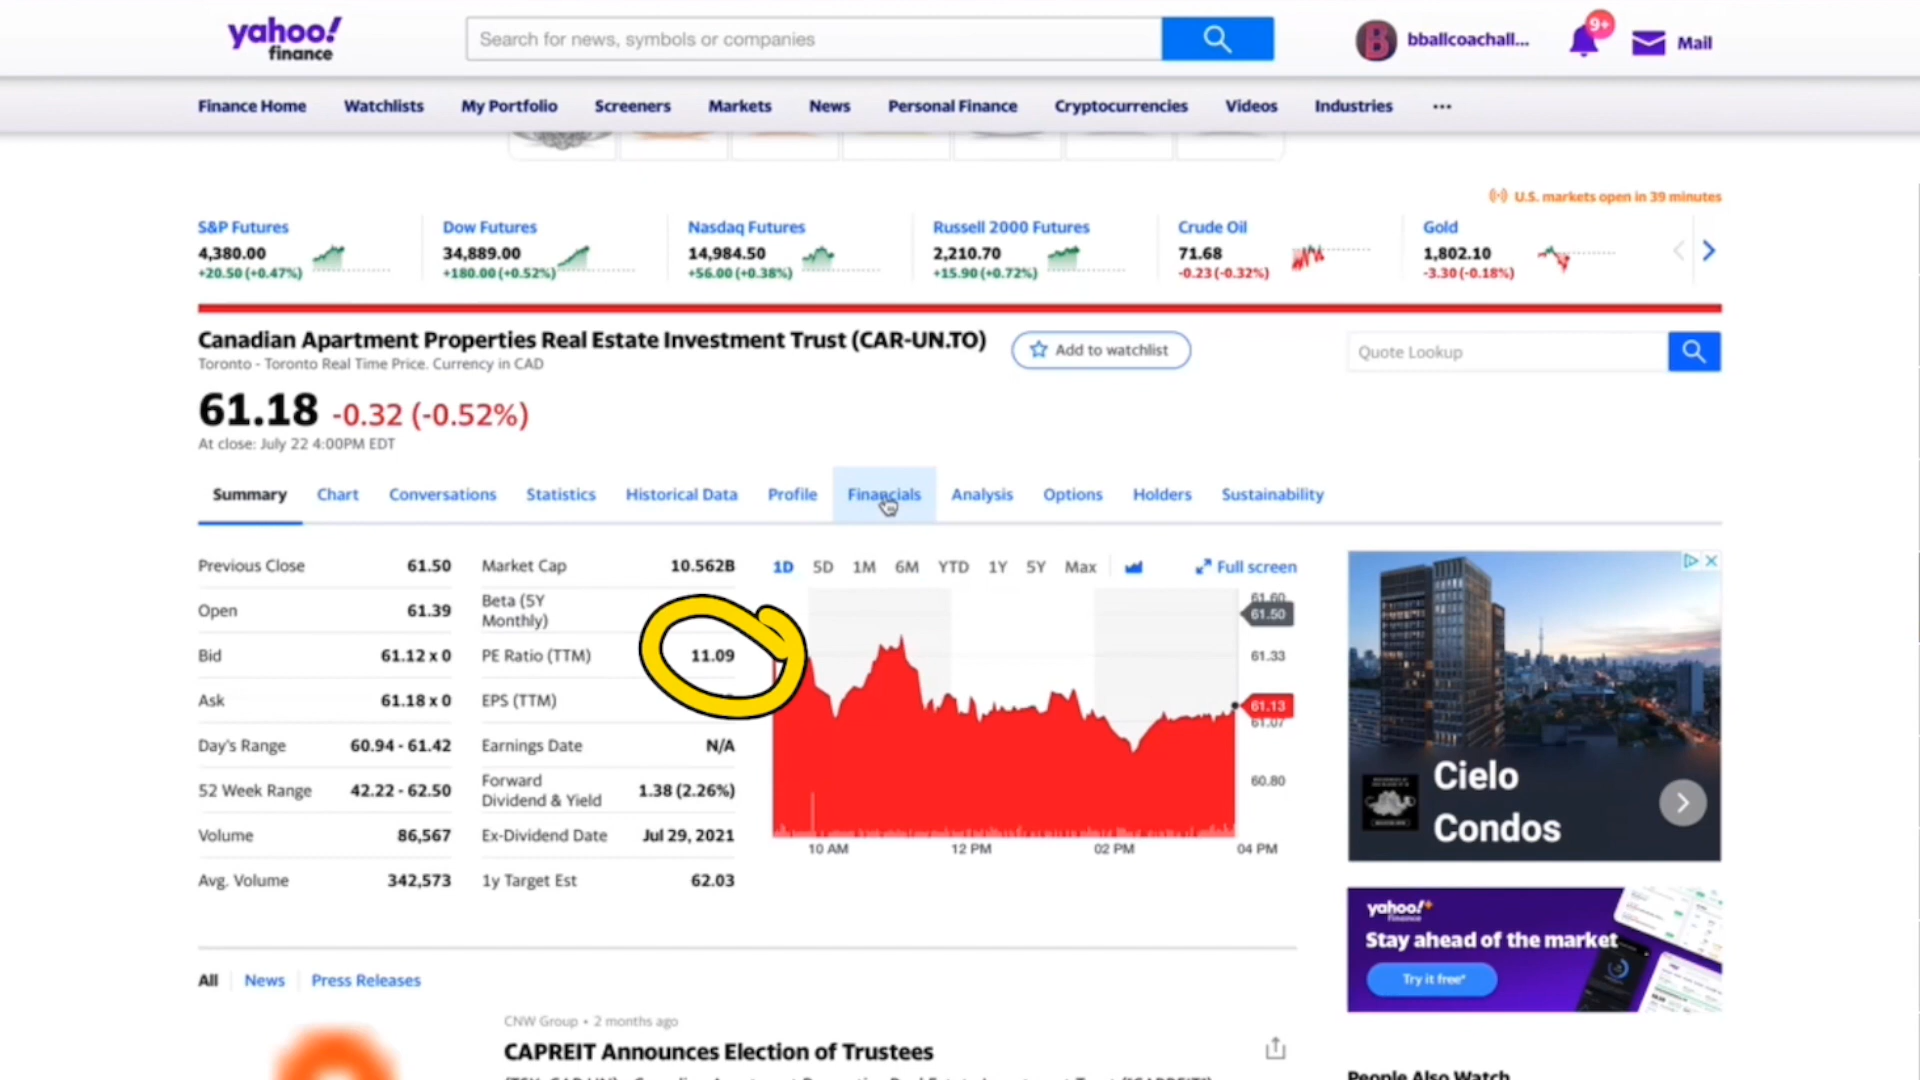 yahoo!
finance
Search for news, symbols or companies
B
bballcoachall...
9+
Mail
Finance Home Watchlists My Portfolio Screeners Markets News Personal Finance Cryptocurrencies Videos Industries ...
U.S. markets open in 39 minutes
S&P Futures
4,380.00
+20.50 (+0.47%)
Dow Futures
34,889.00
+180.00 (+0.52%)
Nasdaq Futures
14,984.50
+56.00 (+0.38%)
Russell 2000 Futures
2,210.70
+15.90 (+0.72%)
Crude Oil
71.68
-0.23 (-0.32%)
Gold
1,802.10
-3.30 (-0.18%)
Canadian Apartment Properties Real Estate Investment Trust (CAR-UN.TO)
Add to watchlist
Quote Lookup
Toronto - Toronto Real Time Price. Currency in CAD
61.18 -0.32 (-0.52%)
At close: July 22 4:00PM EDT
Summary Chart Conversations Statistics Historical Data Profile Financials Analysis Options Holders Sustainability
Previous Close 61.50
Open 61.39
Bid 61.12 x 0
Ask 61.18 x 0
Day's Range 60.94 - 61.42
52 Week Range 42.22 - 62.50
Volume 86,567
Avg. Volume 342,573
Market Cap 10.562B
Beta (5Y
Monthly)
PE Ratio (TTM) 11.09
EPS (TTM)
Earnings Date N/A
Forward
Dividend & Yield 1.38 (2.26%)
Ex-Dividend Date Jul 29, 2021
1y Target Est 62.03
1D 5D 1M 6M YTD 1Y 5Y Max Full screen
61.60
61.50
61.33
61.13
61.07
60.80
10 AM 12 PM 02 PM 04 PM
Cielo
Condos
yahoo!+
finance
Stay ahead of the market
Try it free*
All News Press Releases
CNW Group • 2 months ago
CAPREIT Announces Election of Trustees
People Also Watch